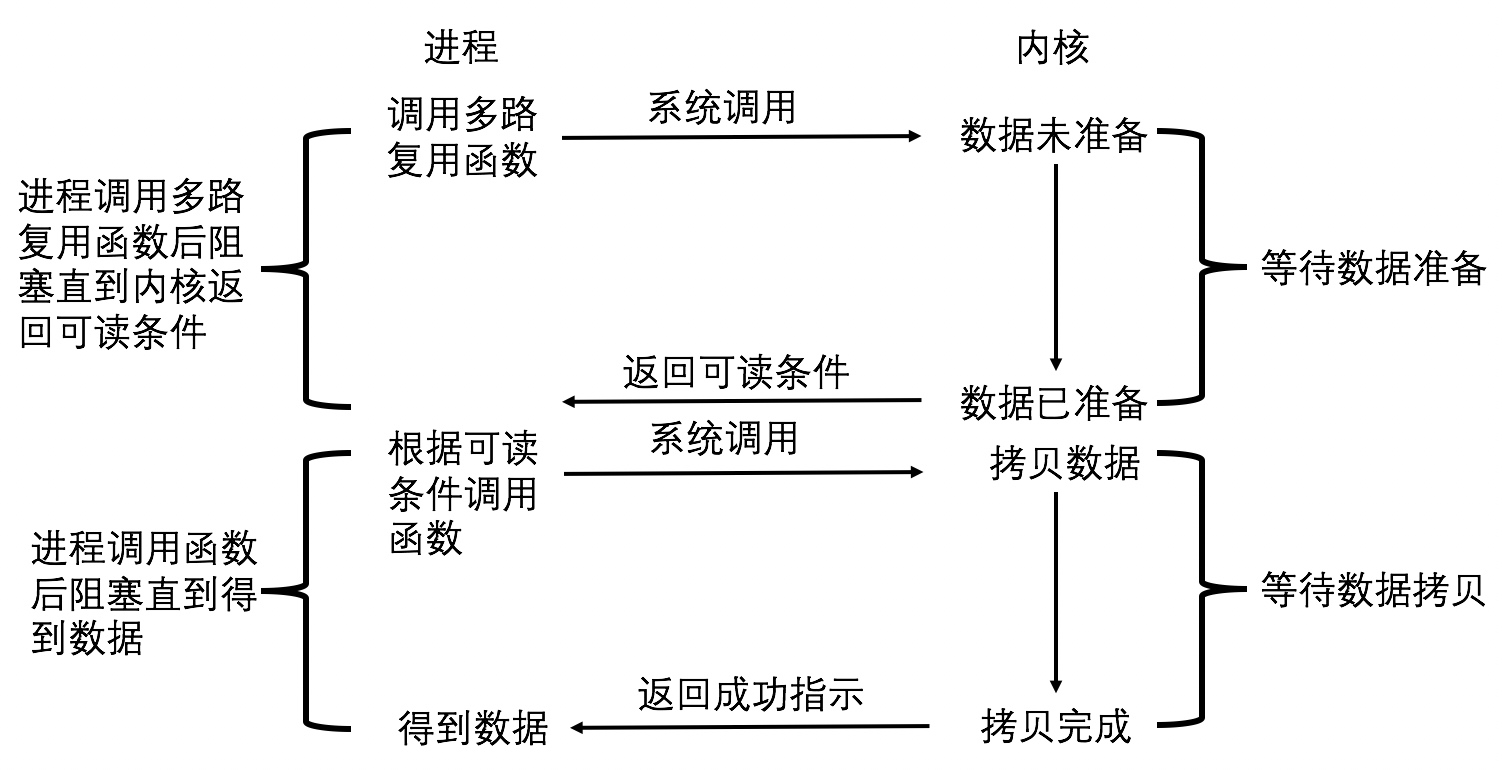 进程
内核
调用多路
复用函数
系统调用
数据未准备
进程调用多路
复用函数后阻
塞直到内核返
回可读条件
等待数据准备
返回可读条件
数据已准备
根据可读
条件调用
函数
系统调用
拷贝数据
进程调用函数
后阻塞直到得
到数据
等待数据拷贝
返回成功指示
得到数据
拷贝完成